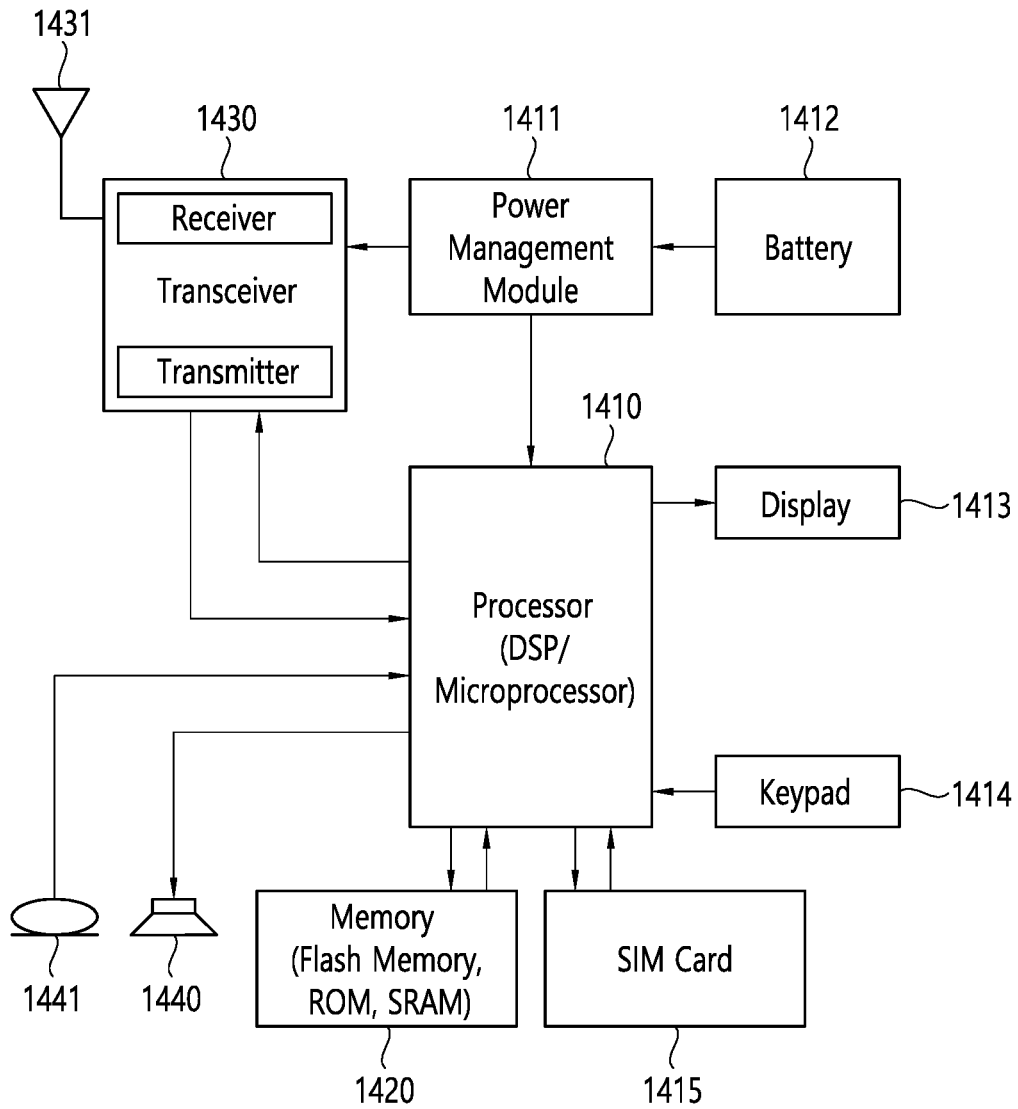 1431
1430
1411
1412
Receiver
Transceiver
Transmitter
Power
Management
Module
Battery
1410
Display
1413
Processor
(DSP/
Microprocessor)
Keypad
1414
1441
1440
Memory
(Flash Memory,
ROM, SRAM)
SIM Card
1420
1415